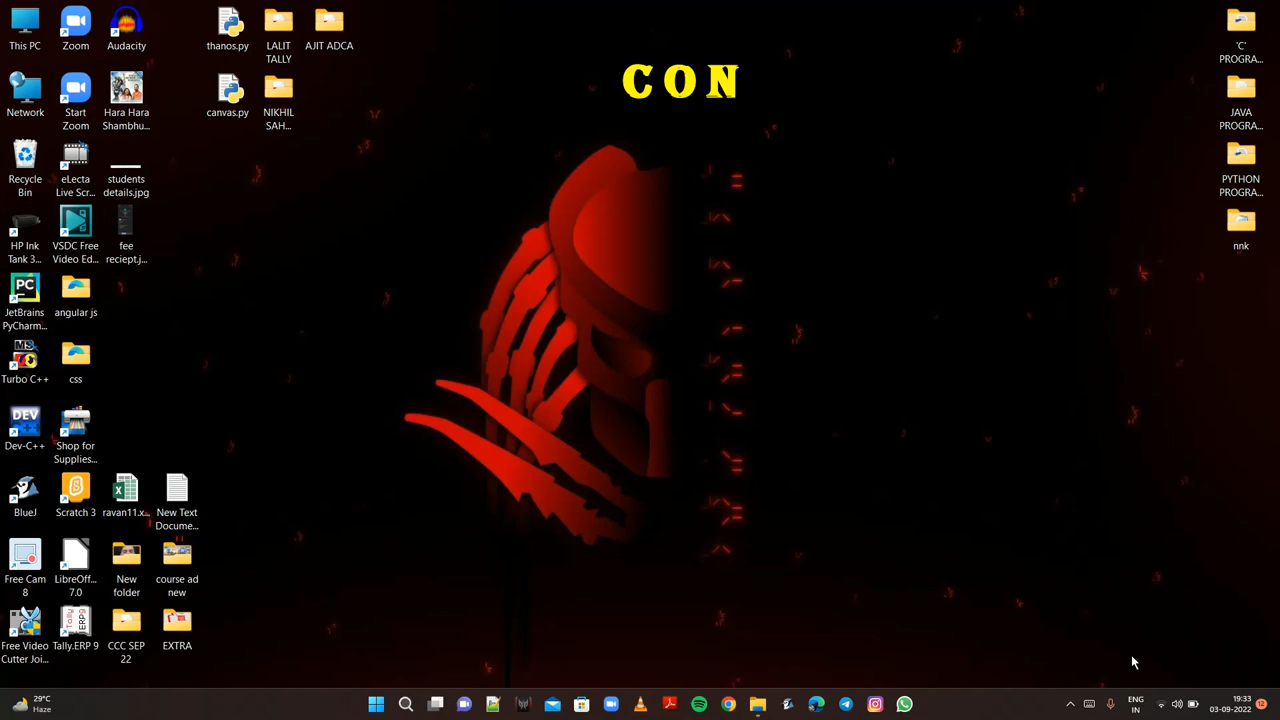 CON
This PC
Zoom
Audacity
thanos.py
LALIT
TALLY
AJIT ADCA
'C'
PROGRA...
Network
Start
Zoom
Hara Hara
Shambhu...
canvas.py
NIKHIL
SAH...
JAVA
PROGRA...
Recycle
Bin
eLecta
Live Scr...
students
details.jpg
PYTHON
PROGRA...
HP Ink
Tank 3...
VSDC Free
Video Ed...
fee
reciept.j...
nnk
JetBrains
PyCharm...
angular js
Turbo C++
css
Dev-C++
Shop for
Supplies...
BlueJ
Scratch 3
ravan11.x...
New Text
Docume...
Free Cam
8
LibreOff...
7.0
New
folder
course ad
new
Free Video
Cutter Joi...
Tally.ERP 9
CCC SEP
22
EXTRA
29°C
Haze
ENG
IN
19:33
03-09-2022
12